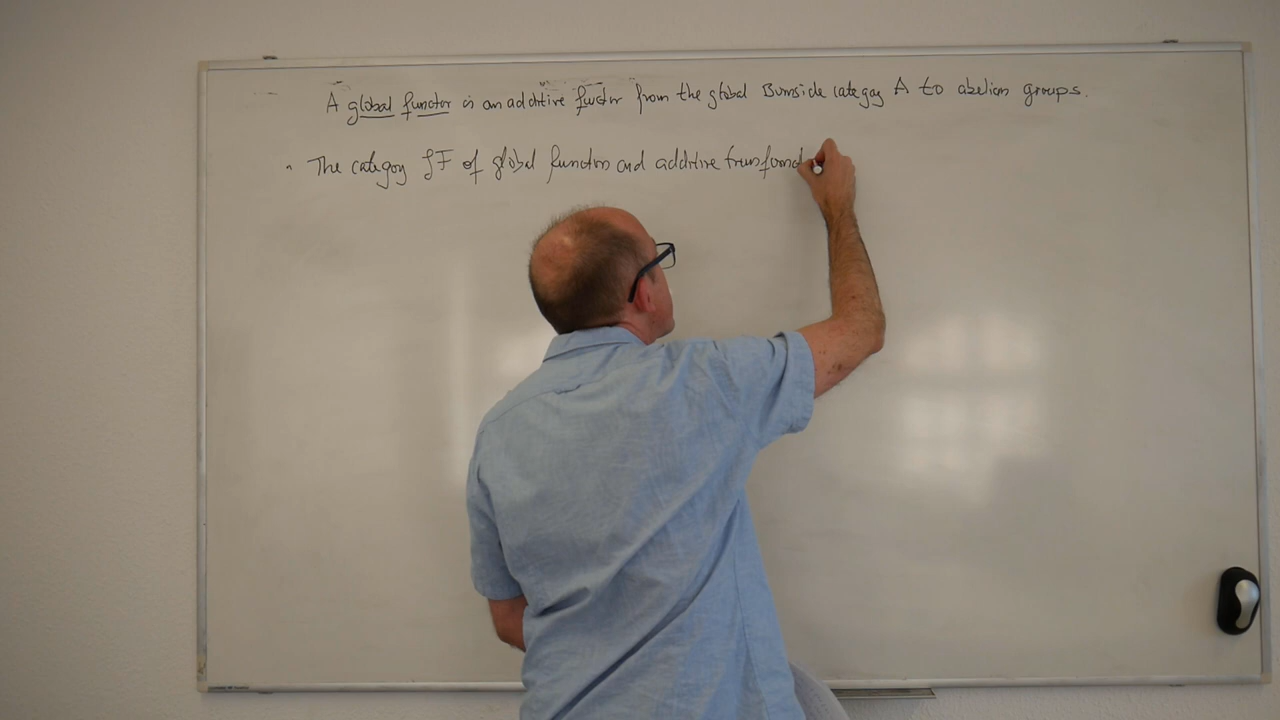 A global functor is an additive functor from the global Burnside category A to abelian groups.
The category GF of global functors and additive transforma